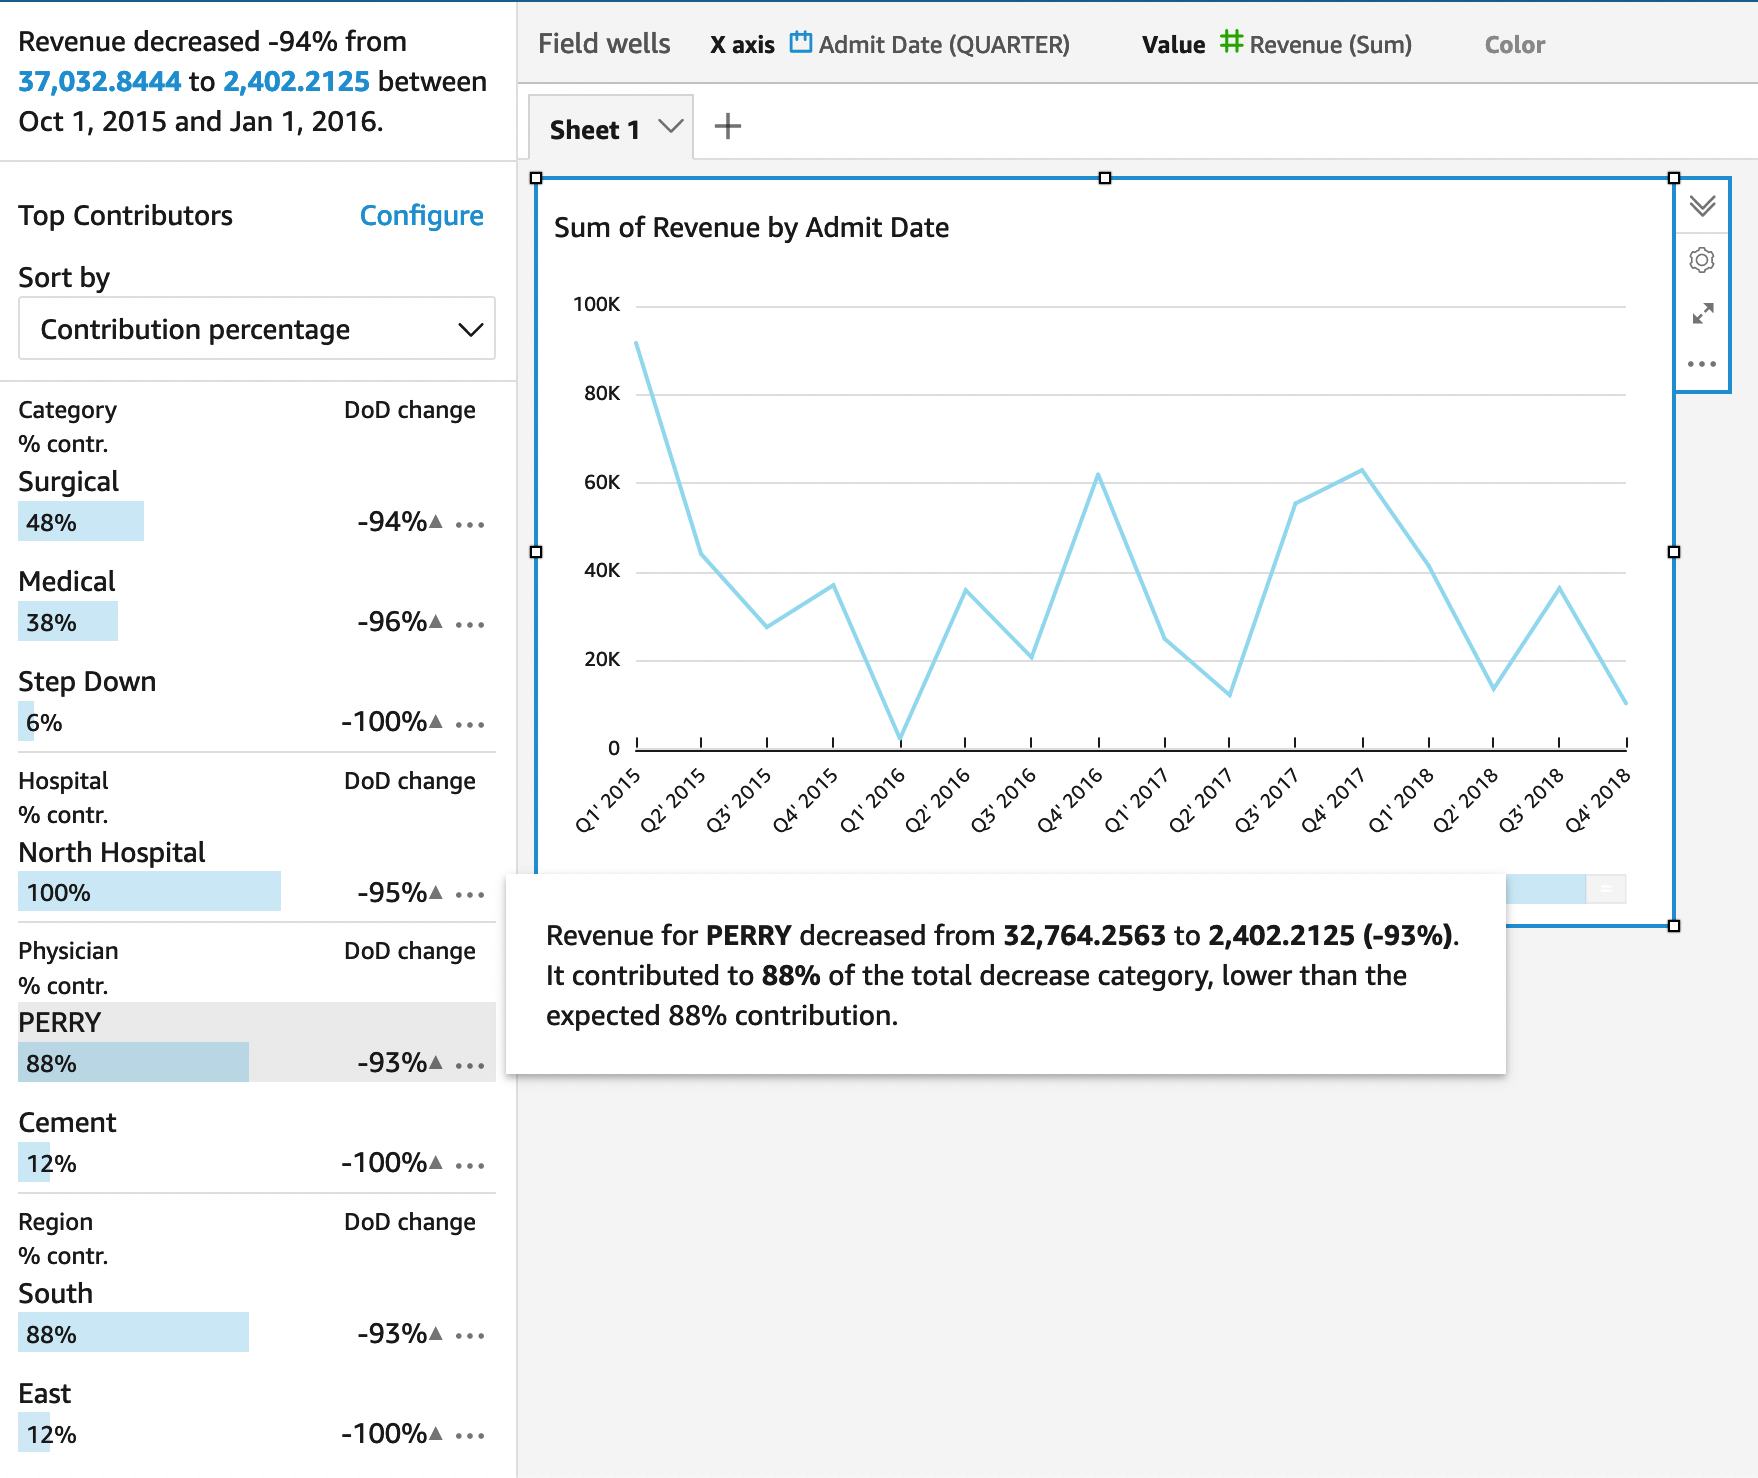 Revenue decreased -94% from
37,032.8444 to 2,402.2125 between
Oct 1, 2015 and Jan 1, 2016.
Top Contributors Configure
Sort by
Contribution percentage
Category DoD change
% contr.
Surgical
48% -94%▲ ...
Medical
38% -96%▲ ...
Step Down
6% -100%▲ ...
Hospital DoD change
% contr.
North Hospital
100% -95%▲ ...
Physician DoD change
% contr.
PERRY
88% -93%▲ ...
Cement
12% -100%▲ ...
Region DoD change
% contr.
South
88% -93%▲ ...
East
12% -100%▲ ...
Field wells X axis Admit Date (QUARTER) Value Revenue (Sum) Color
Sheet 1 +
Sum of Revenue by Admit Date
100K
80K
60K
40K
20K
0
Q1' 2015 Q2' 2015 Q3' 2015 Q4' 2015 Q1' 2016 Q2' 2016 Q3' 2016 Q4' 2016 Q1' 2017 Q2' 2017 Q3' 2017 Q4' 2017 Q1' 2018 Q2' 2018 Q3' 2018 Q4' 2018
Revenue for PERRY decreased from 32,764.2563 to 2,402.2125 (-93%).
It contributed to 88% of the total decrease category, lower than the
expected 88% contribution.